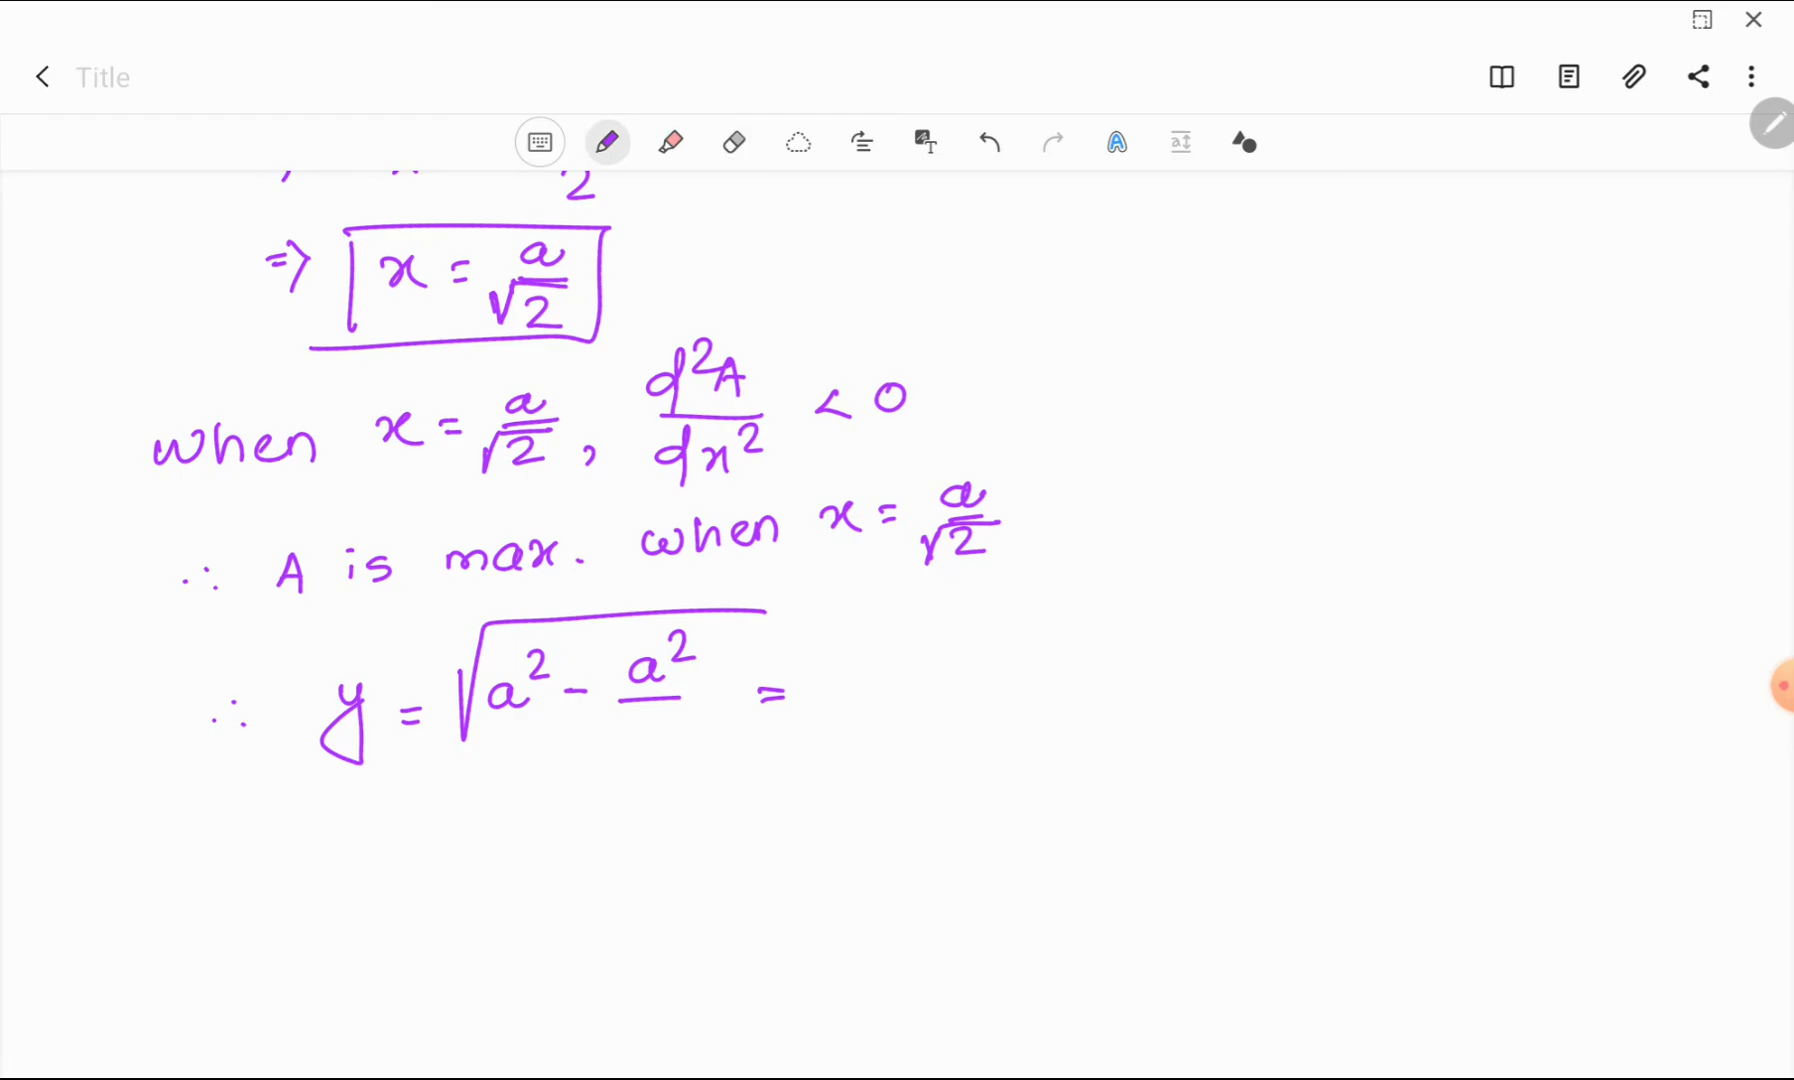 Title
2
=> x = a/√2
when x = a/√2, d²A/dx² < 0
∴ A is max. when x = a/√2
∴ y = √(a² - a²/ ) =